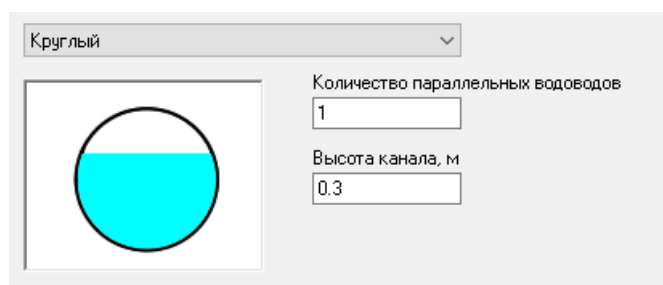 Круглый
Количество параллельных водоводов
1
Высота канала, м
0.3